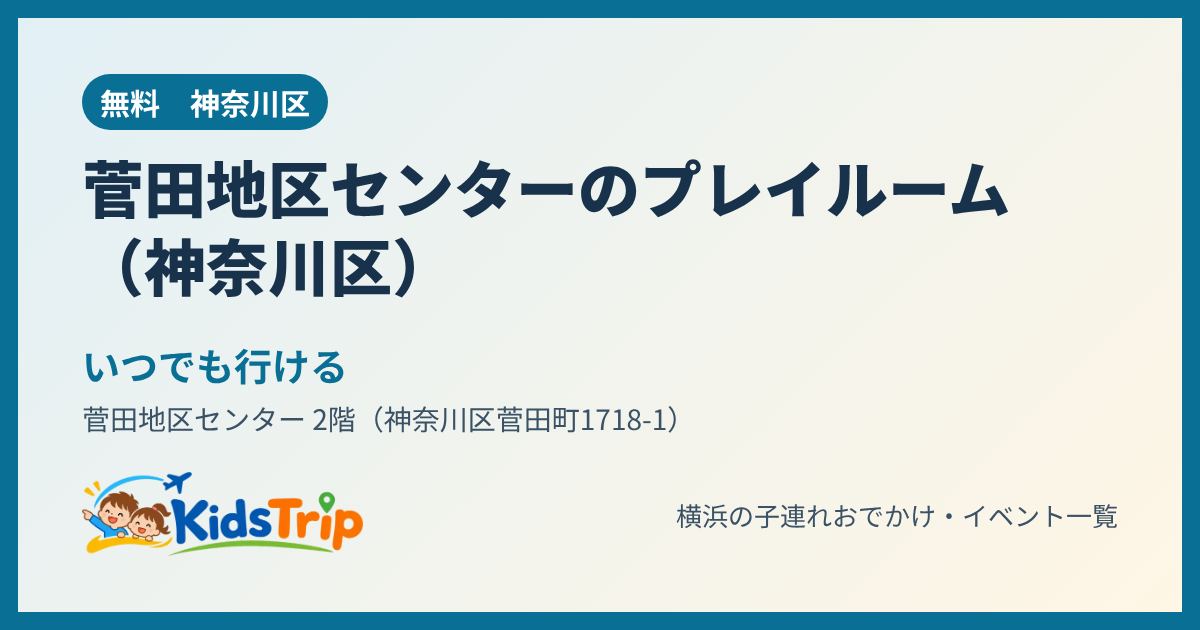 無料　神奈川区
菅田地区センターのプレイルーム
（神奈川区）
いつでも行ける
菅田地区センター 2階（神奈川区菅田町1718-1）
KidsTrip
横浜の子連れおでかけ・イベント一覧